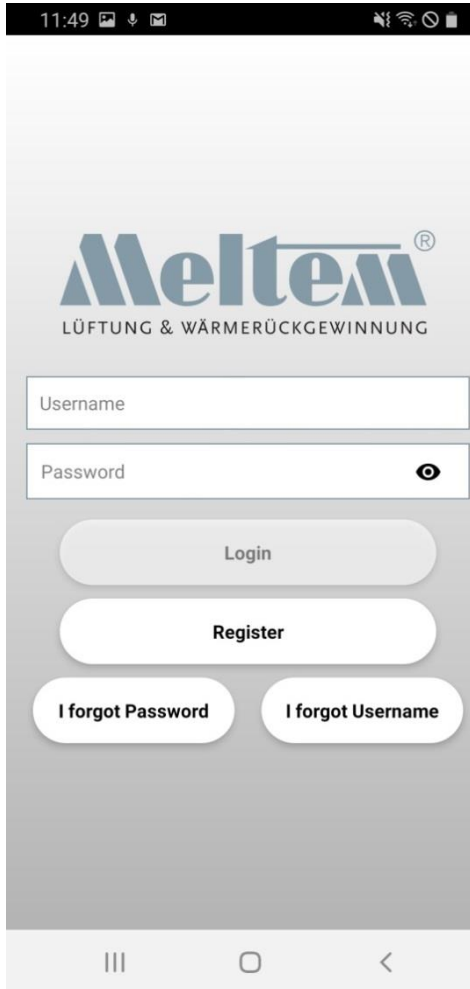 11:49
Meltem®
LÜFTUNG & WÄRMERÜCKGEWINNUNG
Username
Password
Login
Register
I forgot Password
I forgot Username